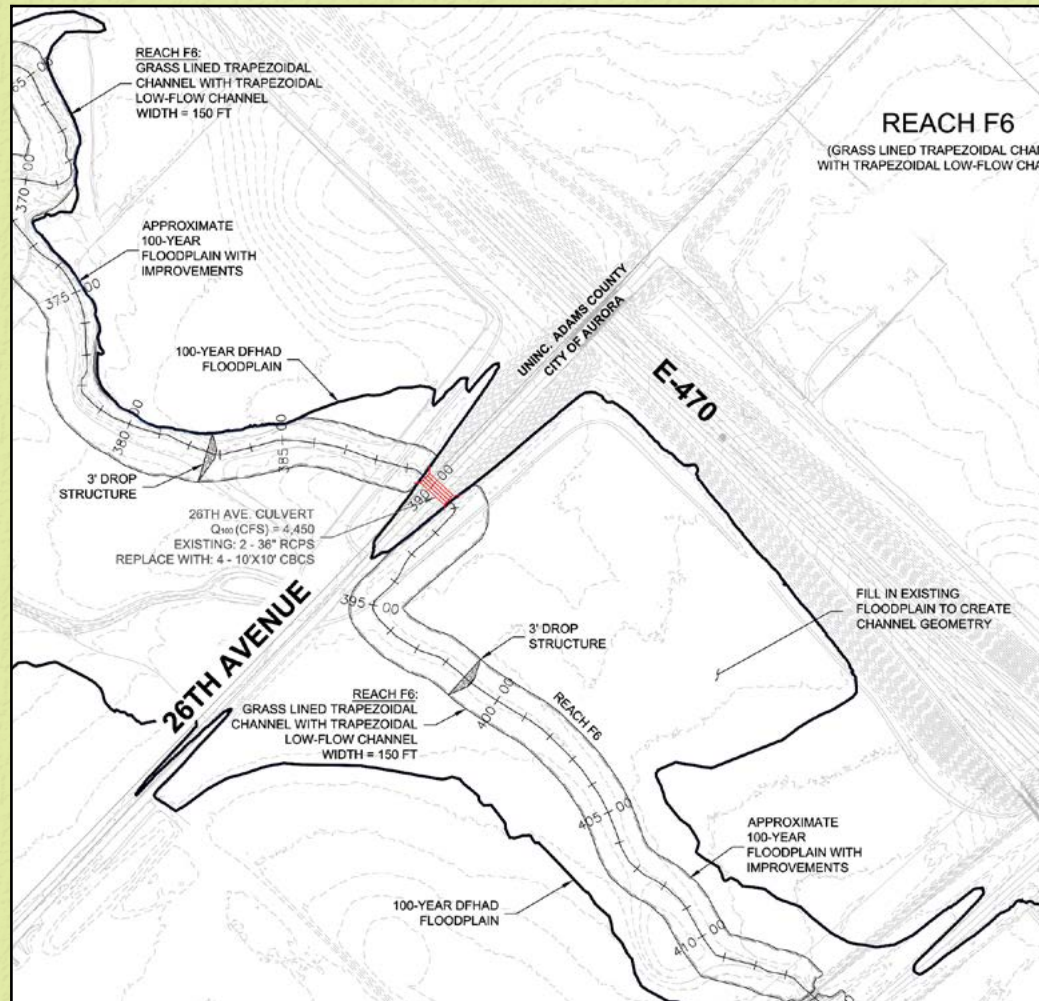 REACH F6:
GRASS LINED TRAPEZOIDAL
CHANNEL WITH TRAPEZOIDAL
LOW-FLOW CHANNEL
WIDTH = 150 FT
REACH F6
(GRASS LINED TRAPEZOIDAL
WITH TRAPEZOIDAL LOW-FLOW
370+00
APPROXIMATE
100-YEAR
FLOODPLAIN WITH
IMPROVEMENTS
375+00
UNINC. ADAMS COUNTY
CITY OF AURORA
100-YEAR DFHAD
FLOODPLAIN
E-470
380+00
385+00
3' DROP
STRUCTURE
390+00
26TH AVE. CULVERT
Q100 (CFS) = 4,450
EXISTING: 2 - 36" RCPS
REPLACE WITH: 4 - 10'X10' CBCS
395+00
FILL IN EXISTING
FLOODPLAIN TO CREATE
CHANNEL GEOMETRY
26TH AVENUE
3' DROP
STRUCTURE
REACH F6:
GRASS LINED TRAPEZOIDAL
CHANNEL WITH TRAPEZOIDAL
LOW-FLOW CHANNEL
WIDTH = 150 FT
400+00
REACH F6
405+00
APPROXIMATE
100-YEAR
FLOODPLAIN WITH
IMPROVEMENTS
100-YEAR DFHAD
FLOODPLAIN
410+00